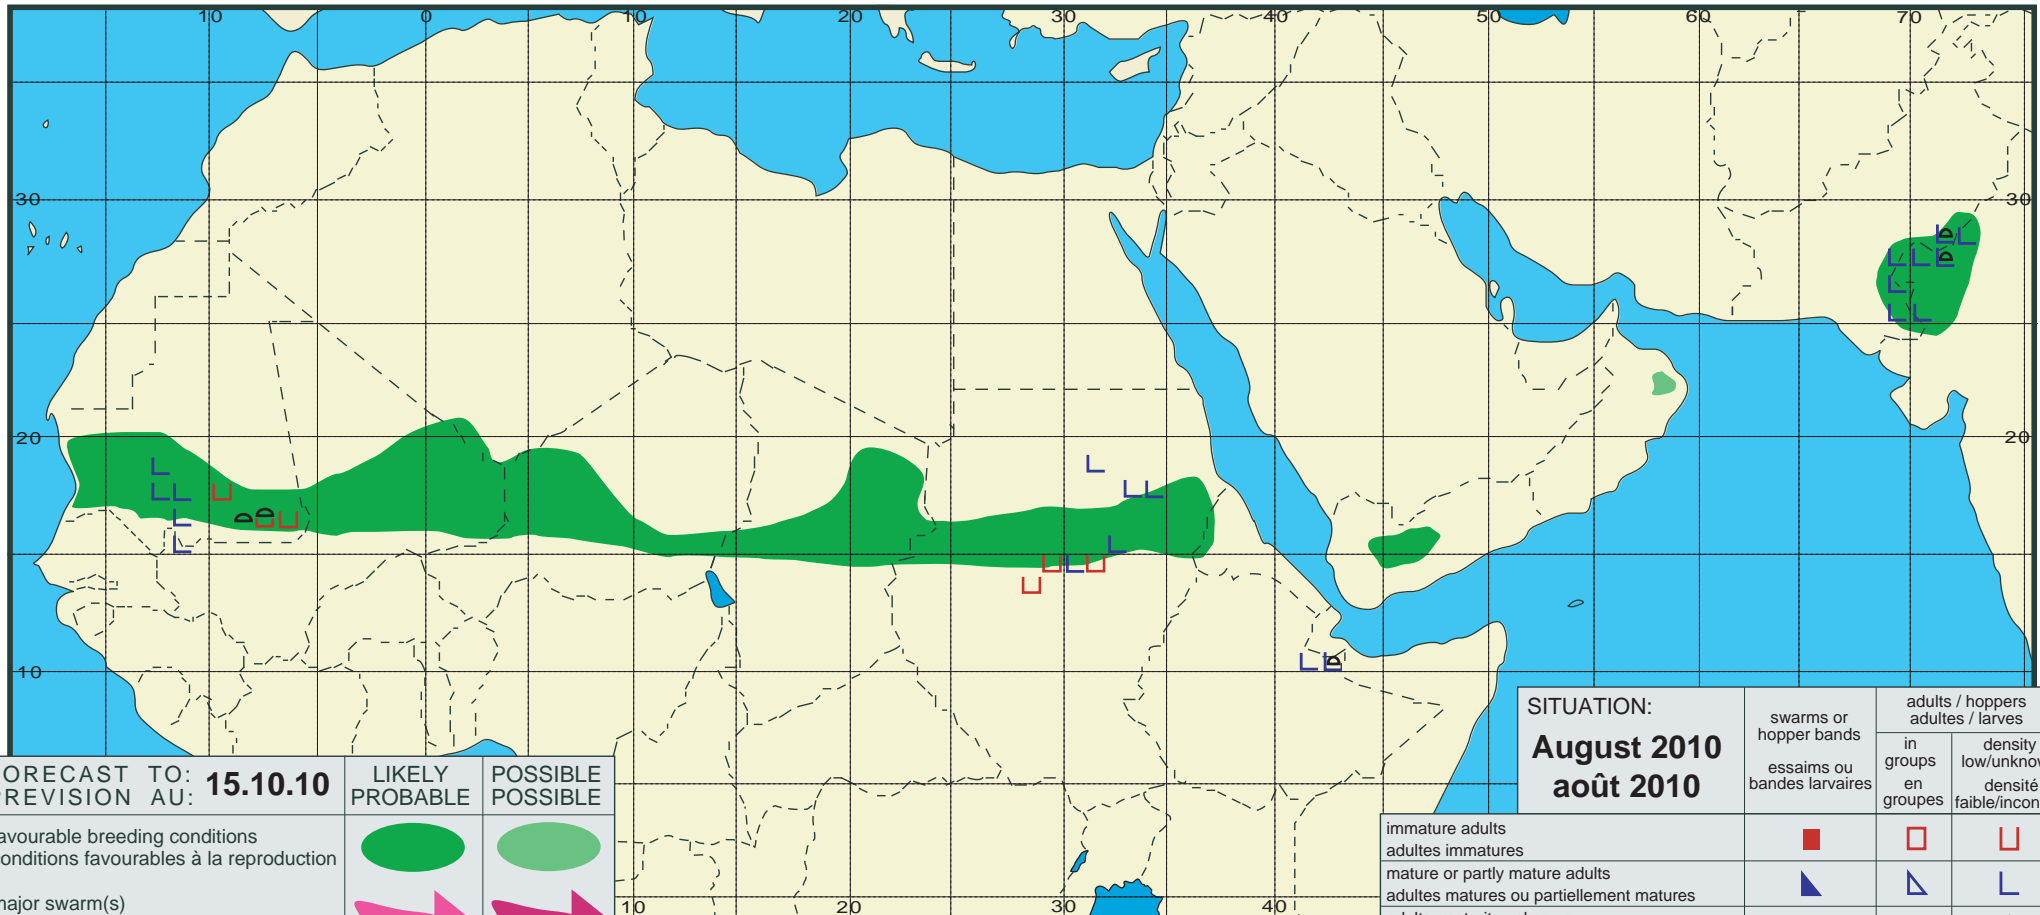 10 0 10 20 30 40 50 60 70
30 30
20 20
10
SITUATION:
August 2010
août 2010
swarms or
hopper bands
essaims ou
bandes larvaires
adults / hoppers
adultes / larves
in
groups
en
groupes
density
low/unknow
densité
faible/incon
immature adults
adultes immatures
mature or partly mature adults
adultes matures ou partiellement matures
ORECAST TO:
PREVISION AU:
15.10.10
LIKELY
PROBABLE
POSSIBLE
POSSIBLE
avourable breeding conditions
conditions favourables à la reproduction
major swarm(s)
10 20 30 40